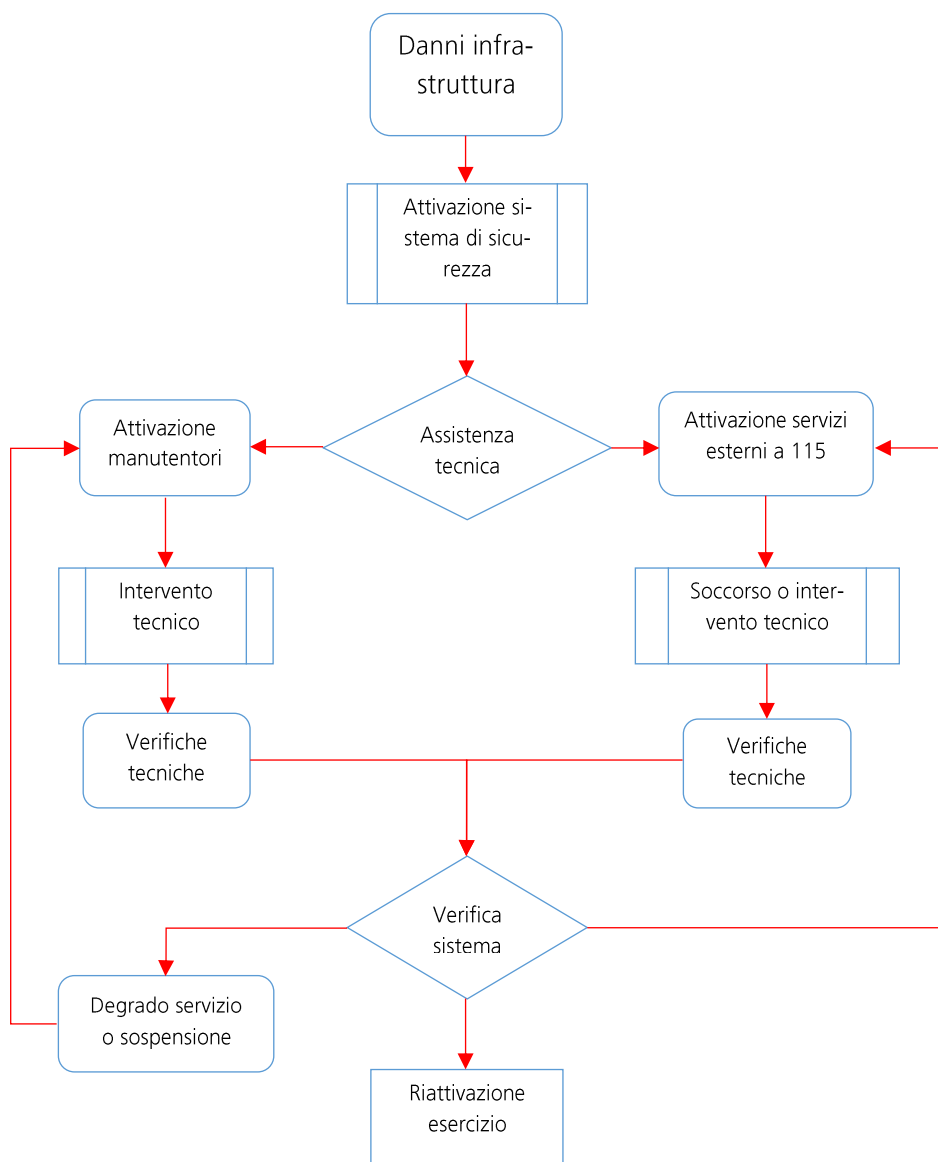 Danni infra-
struttura
Attivazione si-
stema di sicu-
rezza
Assistenza
tecnica
Attivazione
manutentori
Attivazione servizi
esterni a 115
Intervento
tecnico
Soccorso o inter-
vento tecnico
Verifiche
tecniche
Verifiche
tecniche
Verifica
sistema
Degrado servizio
o sospensione
Riattivazione
esercizio